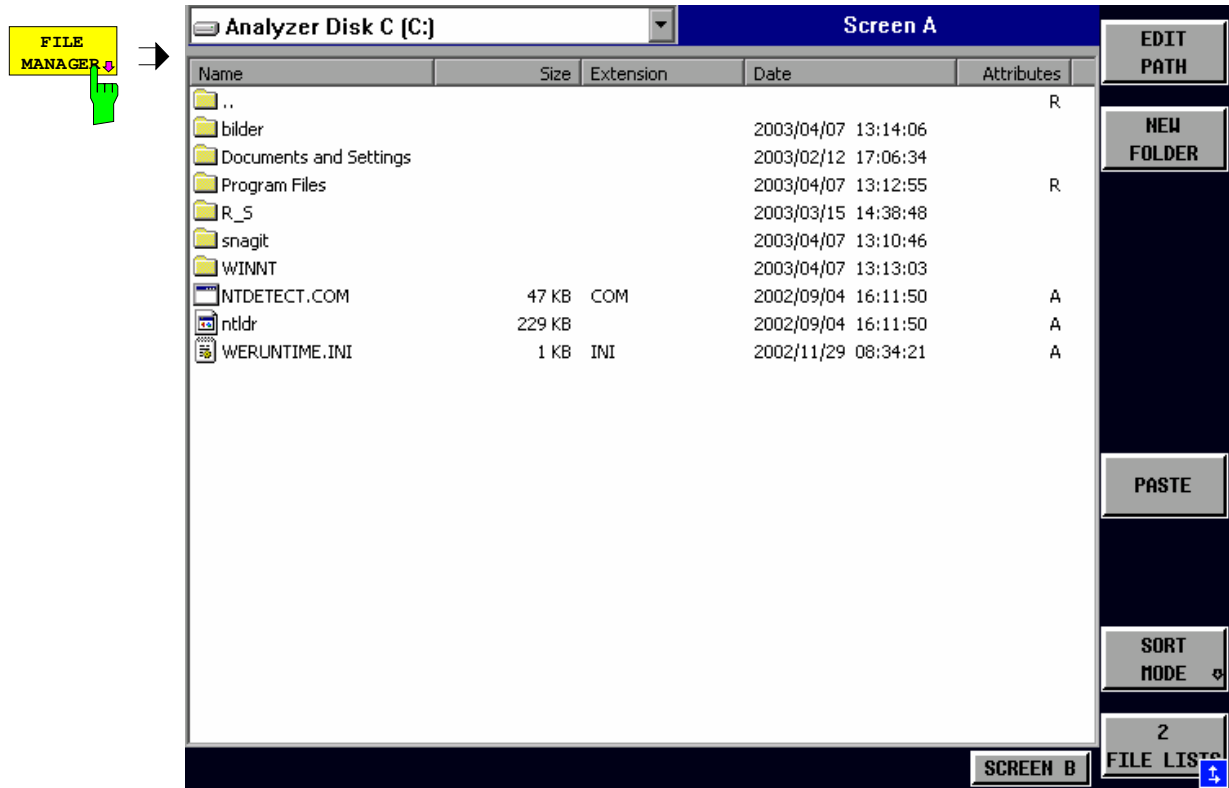 FILE
MANAGER
Analyzer Disk C (C:)
Screen A
Name Size Extension Date Attributes
.. R
bilder 2003/04/07 13:14:06
Documents and Settings 2003/02/12 17:06:34
Program Files 2003/04/07 13:12:55 R
R_S 2003/03/15 14:38:48
snagit 2003/04/07 13:10:46
WINNT 2003/04/07 13:13:03
NTDETECT.COM 47 KB COM 2002/09/04 16:11:50 A
ntldr 229 KB 2002/09/04 16:11:50 A
WERUNTIME.INI 1 KB INI 2002/11/29 08:34:21 A
EDIT
PATH
NEW
FOLDER
PASTE
SORT
MODE
2
FILE LISTS
SCREEN B